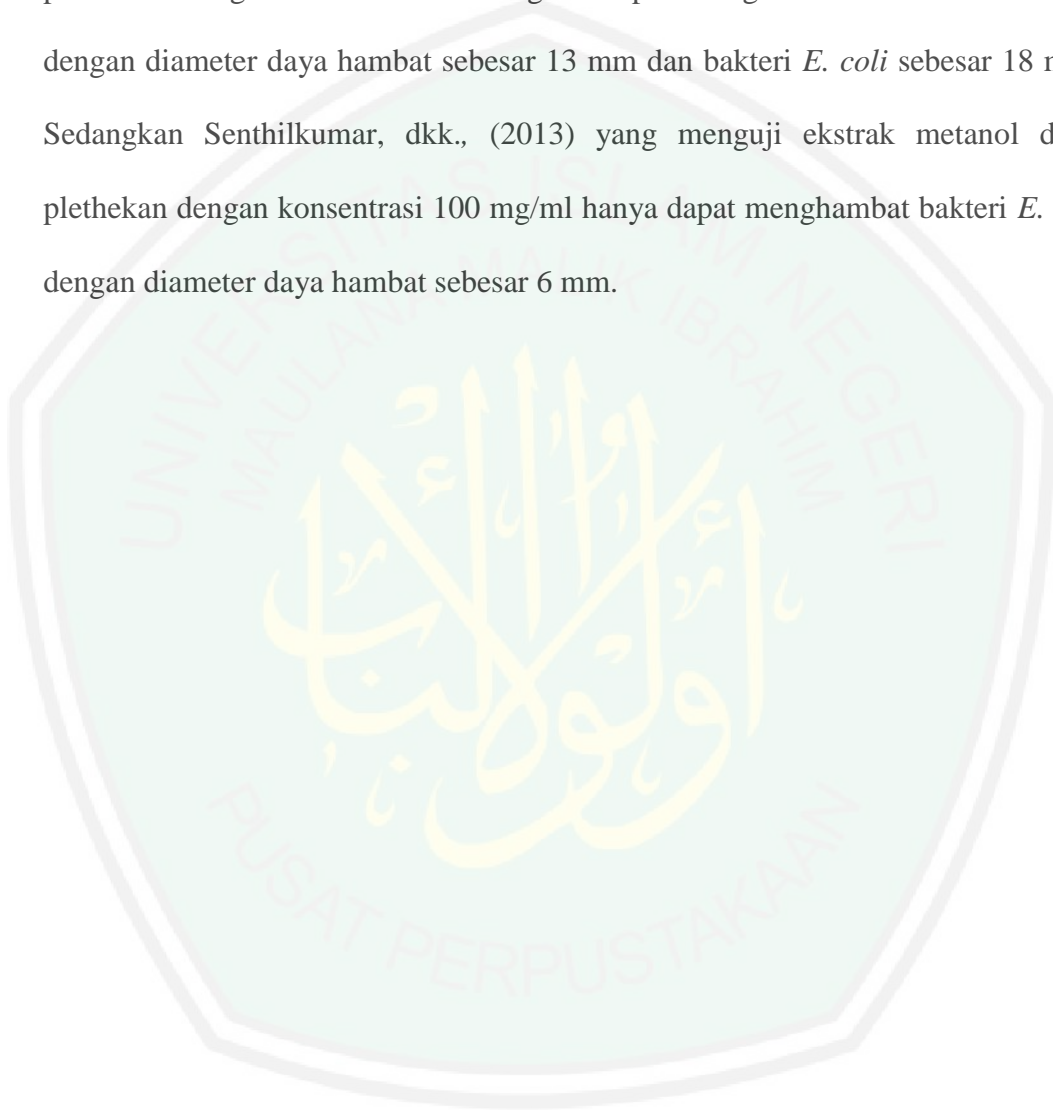 dengan diameter daya hambat sebesar 13 mm dan bakteri E. coli sebesar 18
Sedangkan Senthilkumar, dkk., (2013) yang menguji ekstrak metanol
plethekan dengan konsentrasi 100 mg/ml hanya dapat menghambat bakteri E.
dengan diameter daya hambat sebesar 6 mm.
UNIVERSITAS ISLAM NEGERI
MAULANA MALIK IBRAHIM
أولوا الألباب
PUSAT PERPUSTAKAAN